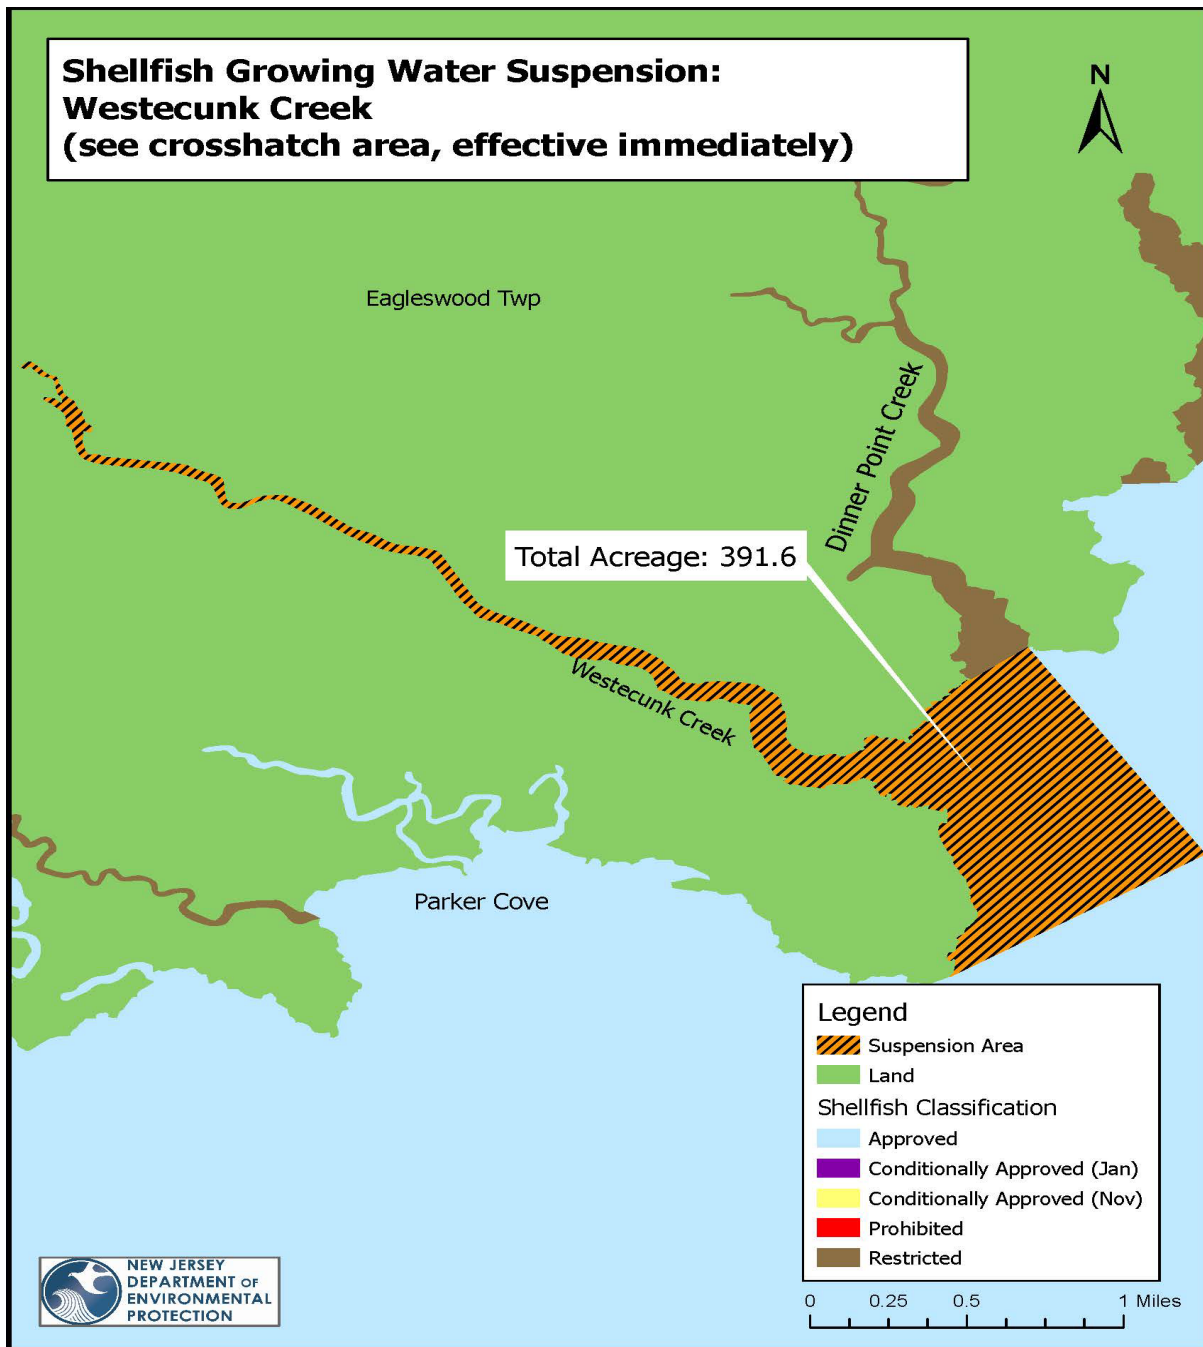 Shellfish Growing Water Suspension:
Westecunk Creek
(see crosshatch area, effective immediately)
N
Eagleswood Twp
Dinner Point Creek
Total Acreage: 391.6
Westecunk Creek
Parker Cove
Legend
Suspension Area
Land
Shellfish Classification
Approved
Conditionally Approved (Jan)
Conditionally Approved (Nov)
Prohibited
Restricted
NEW JERSEY
DEPARTMENT OF
ENVIRONMENTAL
PROTECTION
0 0.25 0.5 1 Miles